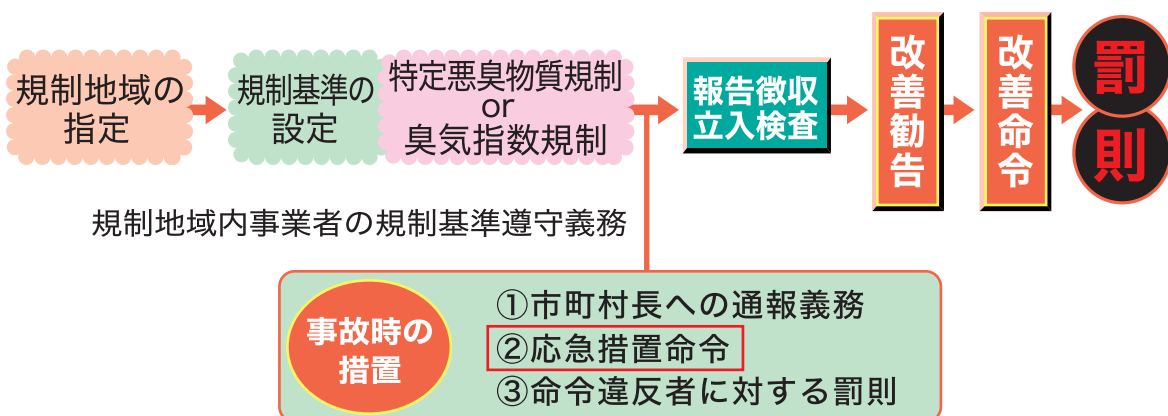 規制地域の
指定
規制基準の
設定
特定悪臭物質規制
or
臭気指数規制
報告徴収
立入検査
改善勧告
改善命令
罰則
規制地域内事業者の規制基準遵守義務
事故時の
措置
①市町村長への通報義務
②応急措置命令
③命令違反者に対する罰則